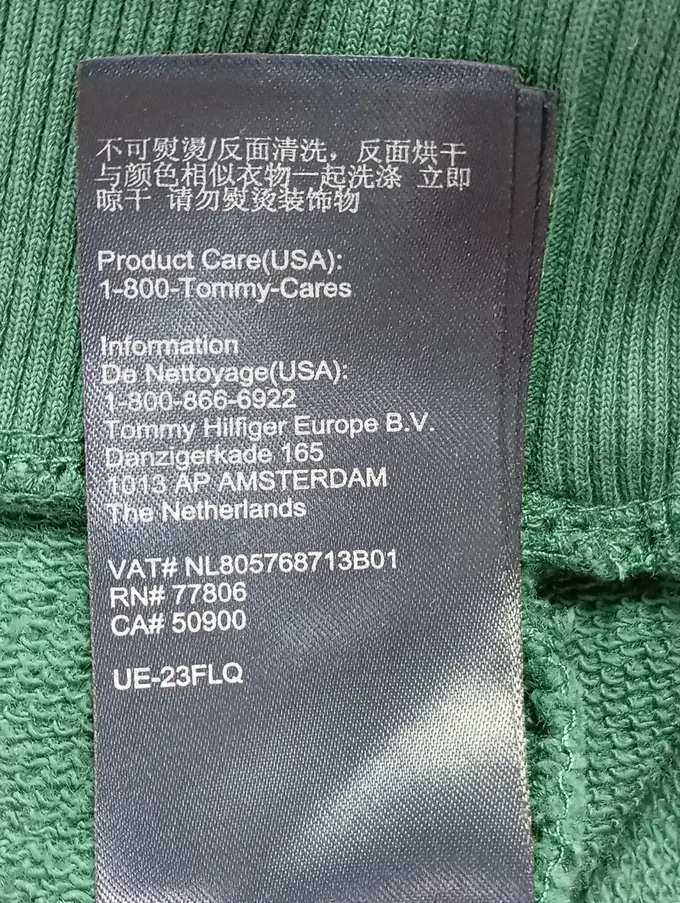 不可熨烫/反面清洗，反面烘干
与颜色相似衣物一起洗涤 立即
晾干 请勿熨烫装饰物
Product Care(USA):
1-800-Tommy-Cares
Information
De Nettoyage(USA):
1-800-866-6922
Tommy Hilfiger Europe B.V.
Danzigerkade 165
1013 AP AMSTERDAM
The Netherlands
VAT# NL805768713B01
RN# 77806
CA# 50900
UE-23FLQ